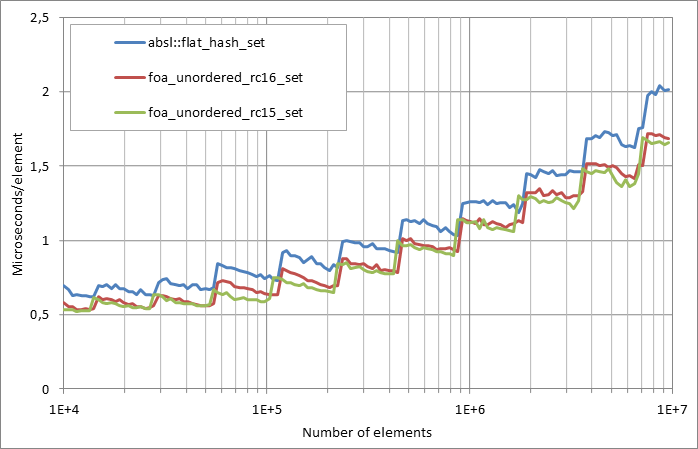 2,5
2
1,5
1
0,5
0
Microseconds/element
absl::flat_hash_set
foa_unordered_rc16_set
foa_unordered_rc15_set
1E+4
1E+5
1E+6
1E+7
Number of elements